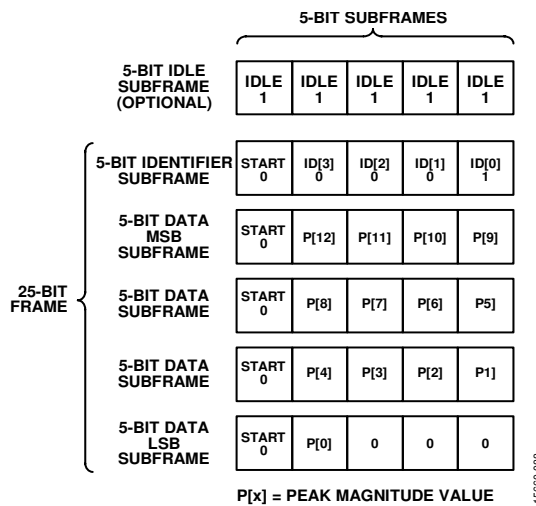 5-BIT SUBFRAMES
5-BIT IDLE
SUBFRAME
(OPTIONAL)
IDLE IDLE IDLE IDLE IDLE
1 1 1 1 1
5-BIT IDENTIFIER
SUBFRAME
START ID[3] ID[2] ID[1] ID[0]
0 0 0 0 1
5-BIT DATA
MSB
SUBFRAME
START
0
P[12] P[11] P[10] P[9]
25-BIT
FRAME
5-BIT DATA
SUBFRAME
START
0
P[8] P[7] P[6] P5]
5-BIT DATA
SUBFRAME
START
0
P[4] P[3] P[2] P1]
5-BIT DATA
LSB
SUBFRAME
START
0
P[0] 0 0 0
P[x] = PEAK MAGNITUDE VALUE